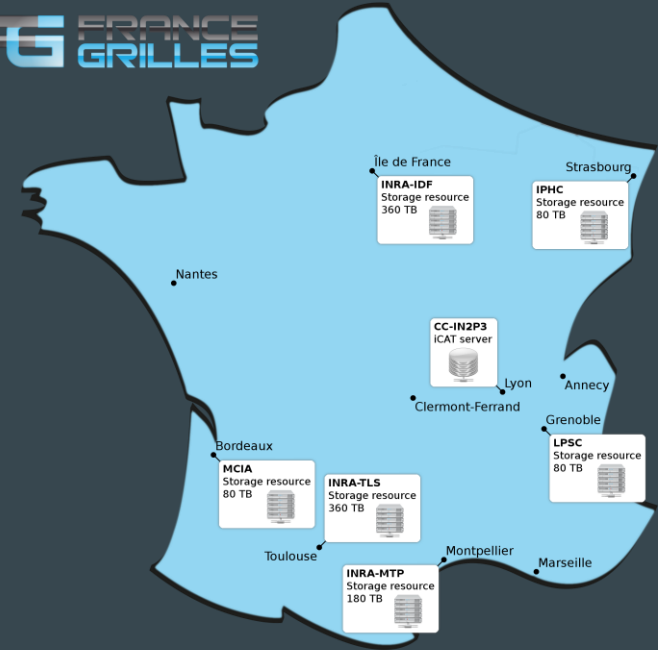 FRANCE
GRILLES
Île de France
INRA-IDF
Storage resource
360 TB
Strasbourg
IPHC
Storage resource
80 TB
Nantes
CC-IN2P3
iCAT server
Lyon
Annecy
Clermont-Ferrand
Grenoble
LPSC
Storage resource
80 TB
Bordeaux
MCIA
Storage resource
80 TB
INRA-TLS
Storage resource
360 TB
Toulouse
Montpellier
INRA-MTP
Storage resource
180 TB
Marseille